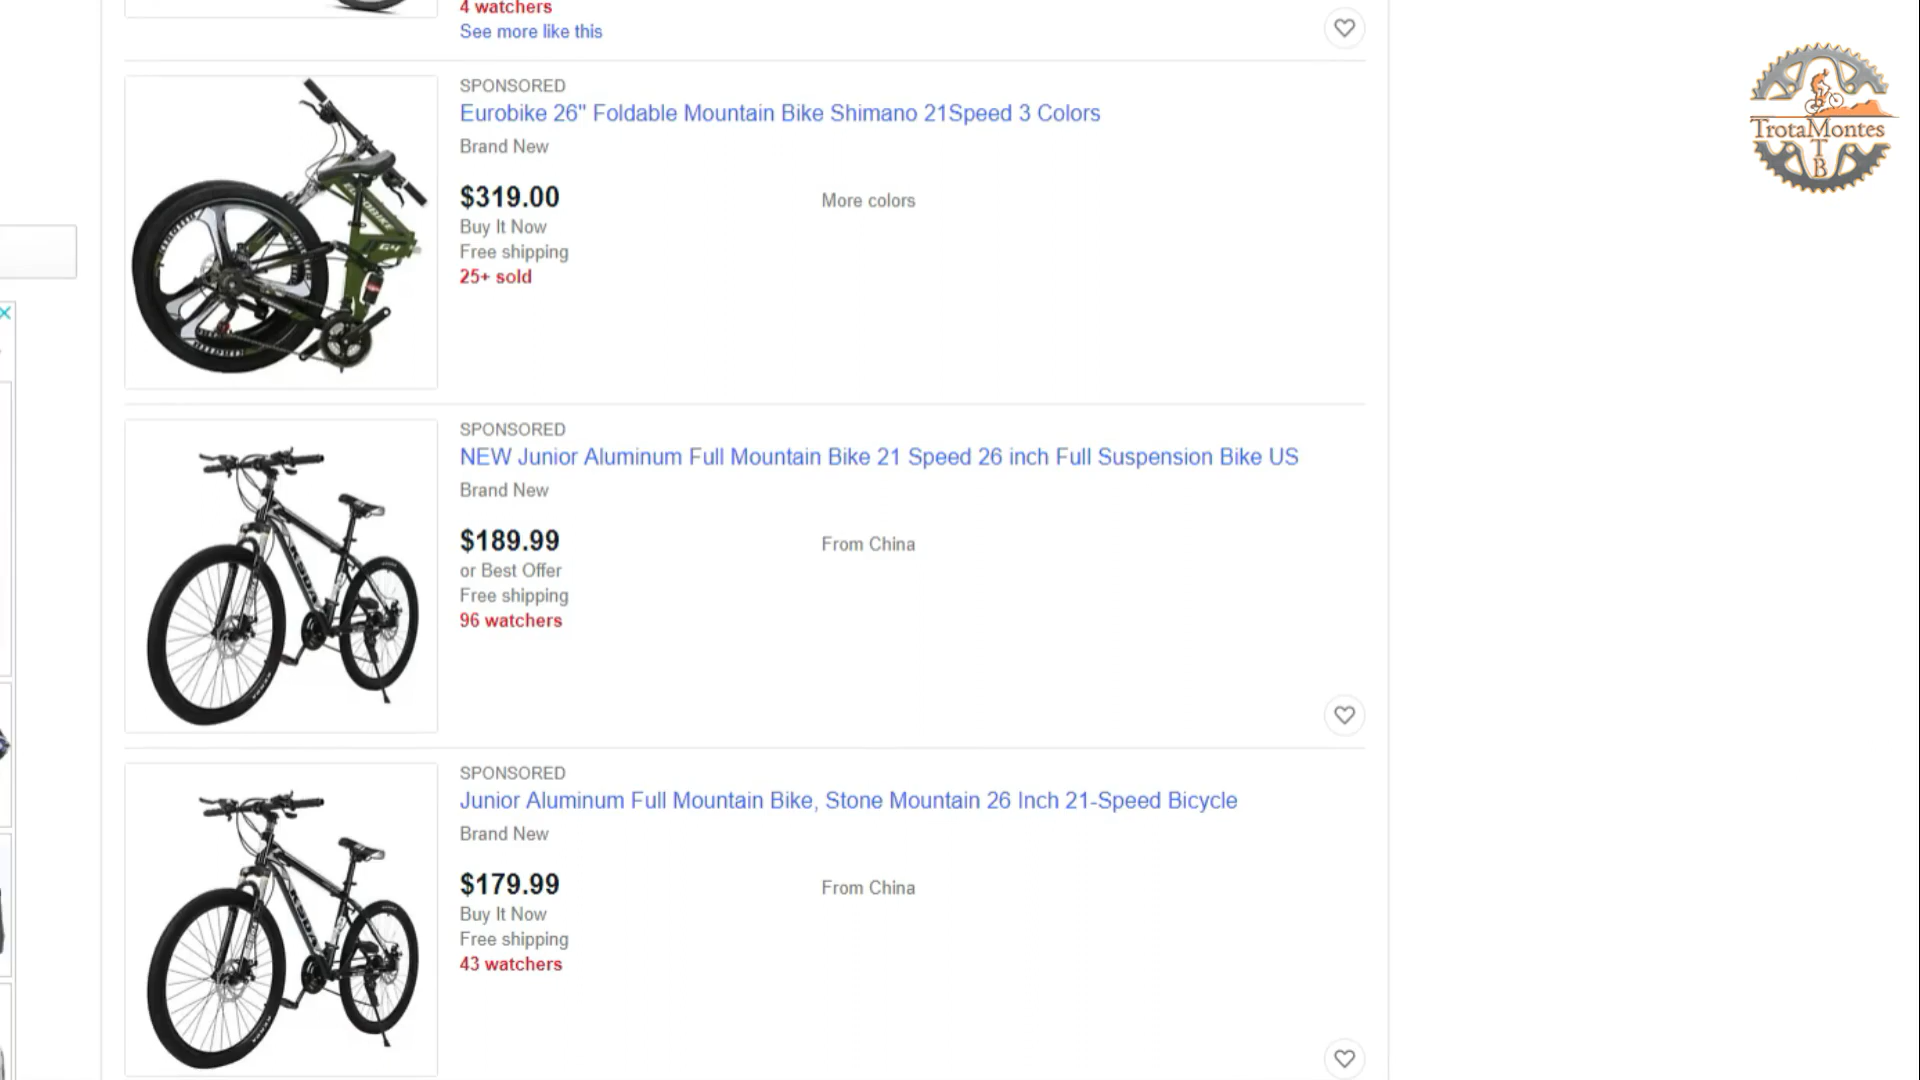 4 watchers
See more like this
SPONSORED
Eurobike 26" Foldable Mountain Bike Shimano 21Speed 3 Colors
Brand New
$319.00
More colors
Buy It Now
Free shipping
25+ sold
SPONSORED
NEW Junior Aluminum Full Mountain Bike 21 Speed 26 inch Full Suspension Bike US
Brand New
$189.99
From China
or Best Offer
Free shipping
96 watchers
SPONSORED
Junior Aluminum Full Mountain Bike, Stone Mountain 26 Inch 21-Speed Bicycle
Brand New
$179.99
From China
Buy It Now
Free shipping
43 watchers
TrotaMontes
MTB
G4